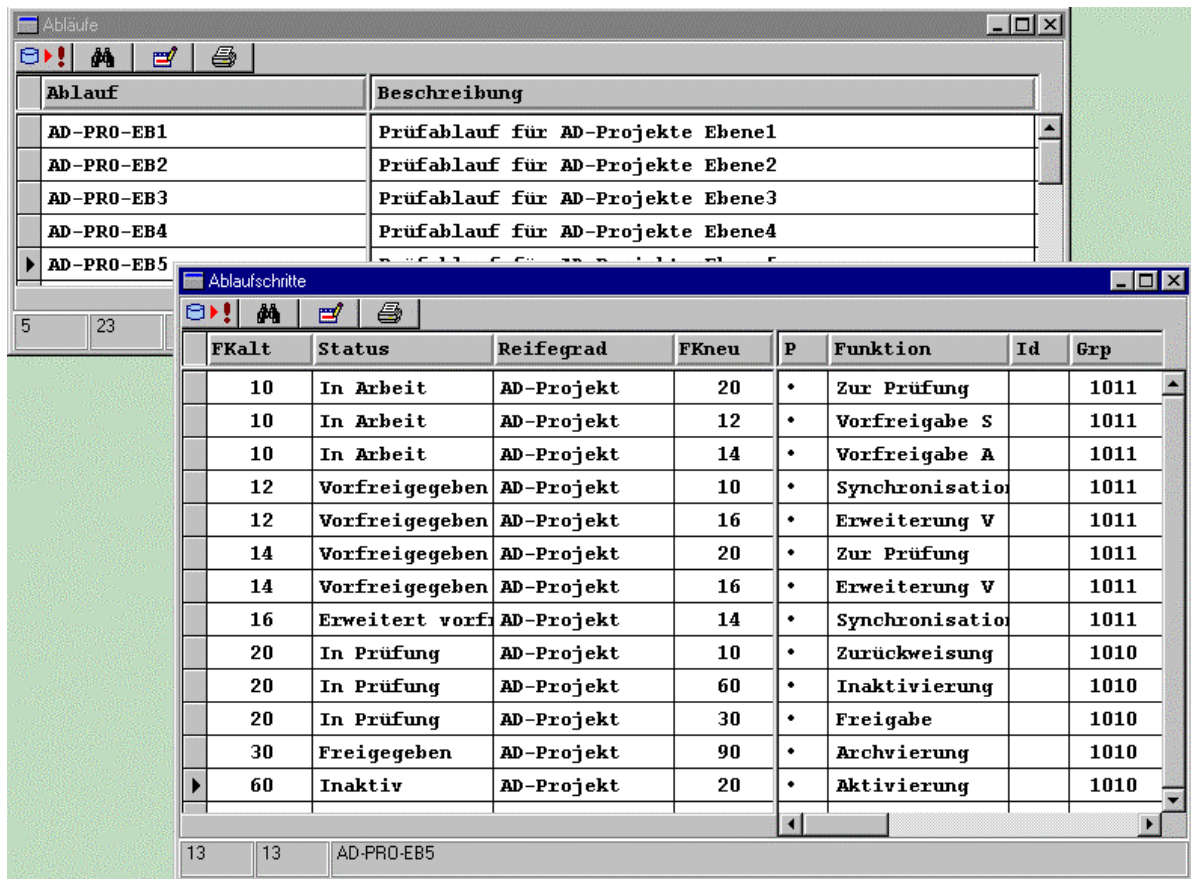 Abläufe
Ablauf Beschreibung
AD-PRO-EB1 Prüfablauf für AD-Projekte Ebene1
AD-PRO-EB2 Prüfablauf für AD-Projekte Ebene2
AD-PRO-EB3 Prüfablauf für AD-Projekte Ebene3
AD-PRO-EB4 Prüfablauf für AD-Projekte Ebene4
AD-PRO-EB5
5 23
Ablaufschritte
FKalt Status Reifegrad FKneu P Funktion Id Grp
10 In Arbeit AD-Projekt 20 • Zur Prüfung 1011
10 In Arbeit AD-Projekt 12 • Vorfreigabe S 1011
10 In Arbeit AD-Projekt 14 • Vorfreigabe A 1011
12 Vorfreigegeben AD-Projekt 10 • Synchronisation 1011
12 Vorfreigegeben AD-Projekt 16 • Erweiterung V 1011
14 Vorfreigegeben AD-Projekt 20 • Zur Prüfung 1011
14 Vorfreigegeben AD-Projekt 16 • Erweiterung V 1011
16 Erweitert vorf AD-Projekt 14 • Synchronisation 1011
20 In Prüfung AD-Projekt 10 • Zurückweisung 1010
20 In Prüfung AD-Projekt 60 • Inaktivierung 1010
20 In Prüfung AD-Projekt 30 • Freigabe 1010
30 Freigegeben AD-Projekt 90 • Archvierung 1010
60 Inaktiv AD-Projekt 20 • Aktivierung 1010
13 13 AD-PRO-EB5